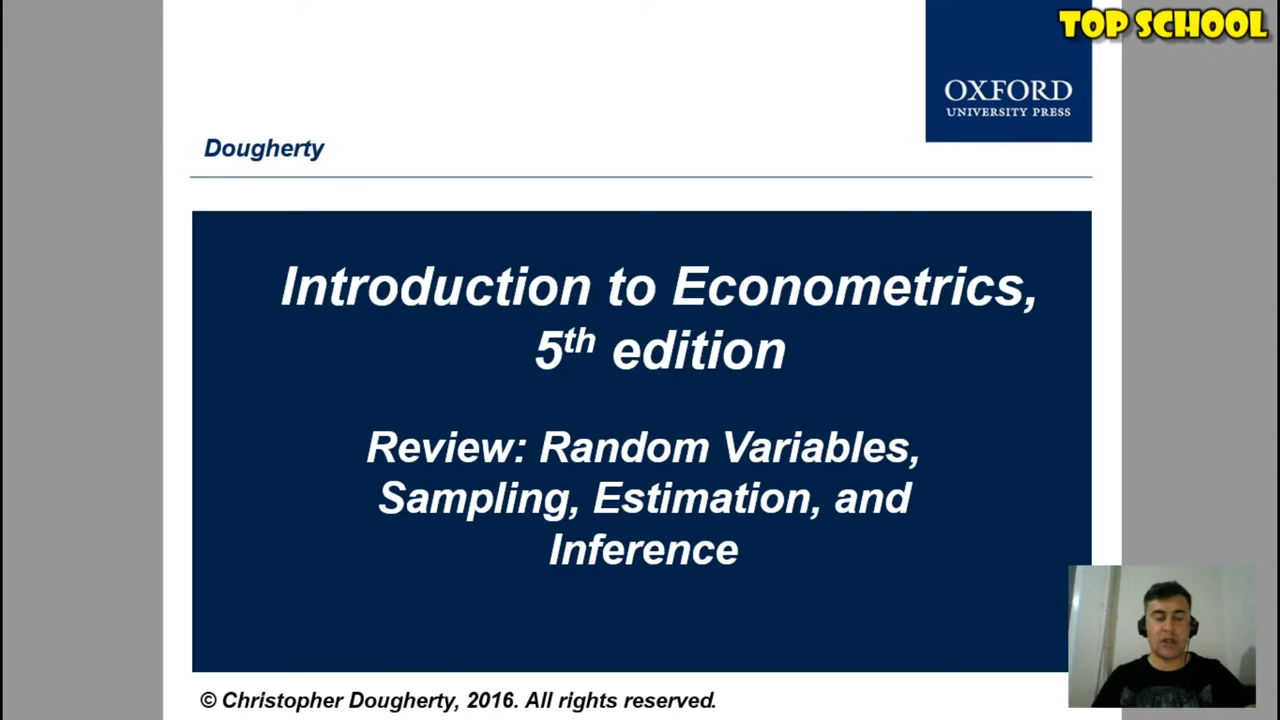 TOP SCHOOL
OXFORD
UNIVERSITY PRESS
Dougherty
Introduction to Econometrics,
5th edition
Review: Random Variables,
Sampling, Estimation, and
Inference
© Christopher Dougherty, 2016. All rights reserved.